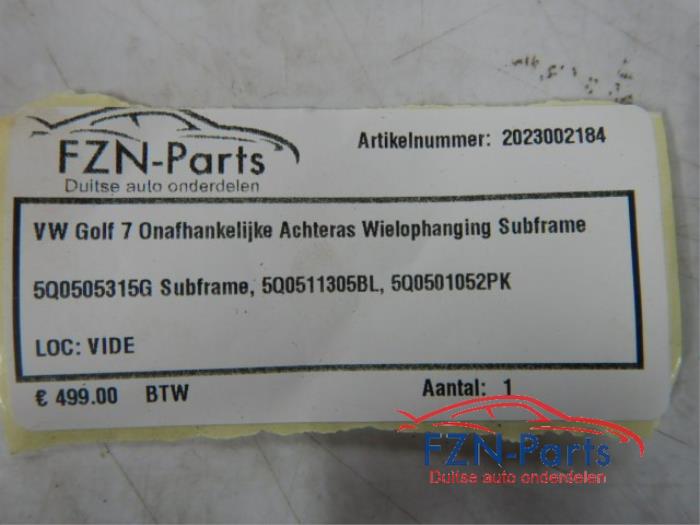 FZN-Parts
Duitse auto onderdelen
Artikelnummer: 2023002184
VW Golf 7 Onafhankelijke Achteras Wielophanging Subframe
5Q0505315G Subframe, 5Q0511305BL, 5Q0501052PK
LOC: VIDE
€ 499.00 BTW
Aantal: 1
FZN-Parts
Duitse auto onderdelen